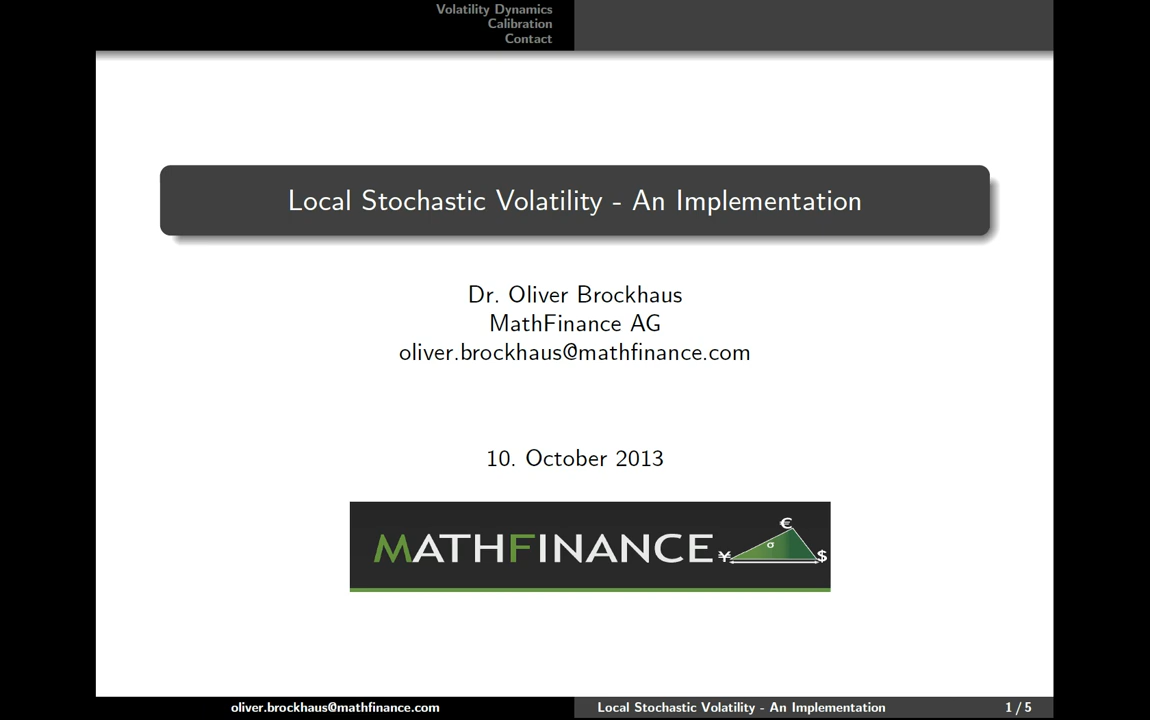 Volatility Dynamics
Calibration
Contact
Local Stochastic Volatility - An Implementation
Dr. Oliver Brockhaus
MathFinance AG
oliver.brockhaus@mathfinance.com
10. October 2013
MATHFINANCE ¥ € $ σ
oliver.brockhaus@mathfinance.com Local Stochastic Volatility - An Implementation 1 / 5